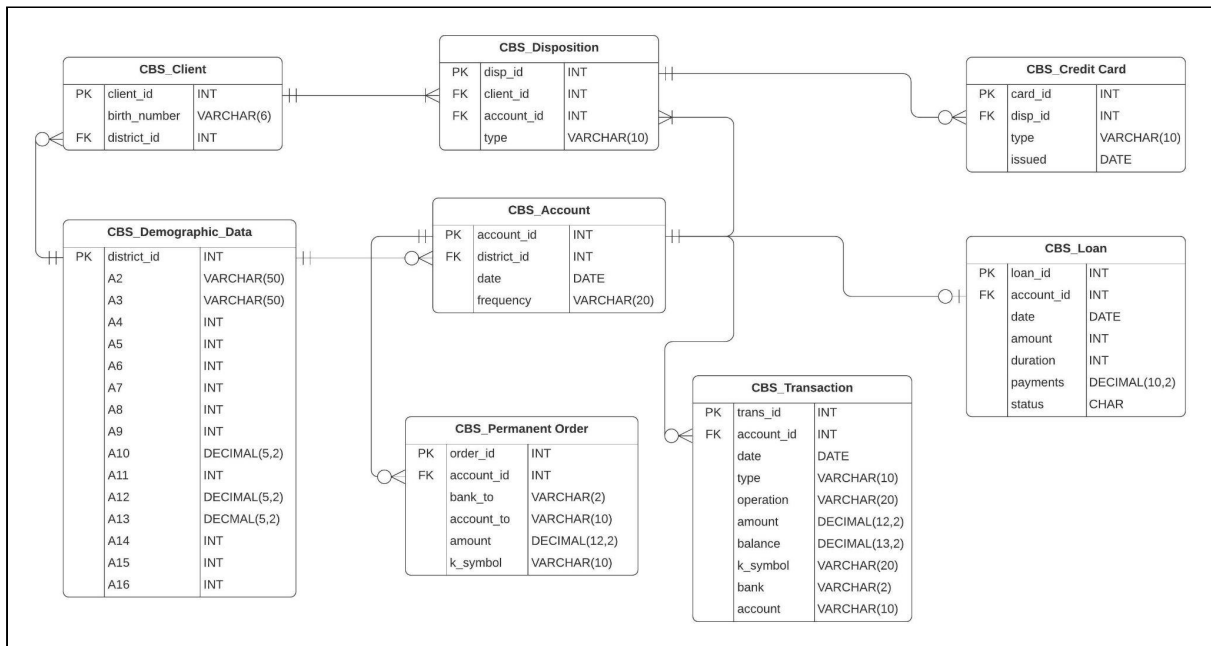 CBS_Client
PK client_id INT
birth_number VARCHAR(6)
FK district_id INT
CBS_Disposition
PK disp_id INT
FK client_id INT
FK account_id INT
type VARCHAR(10)
CBS_Credit Card
PK card_id INT
FK disp_id INT
type VARCHAR(10)
issued DATE
CBS_Demographic_Data
PK district_id INT
A2 VARCHAR(50)
A3 VARCHAR(50)
A4 INT
A5 INT
A6 INT
A7 INT
A8 INT
A9 INT
A10 DECIMAL(5,2)
A11 INT
A12 DECIMAL(5,2)
A13 DECMAL(5,2)
A14 INT
A15 INT
A16 INT
CBS_Account
PK account_id INT
FK district_id INT
date DATE
frequency VARCHAR(20)
CBS_Loan
PK loan_id INT
FK account_id INT
date DATE
amount INT
duration INT
payments DECIMAL(10,2)
status CHAR
CBS_Permanent Order
PK order_id INT
FK account_id INT
bank_to VARCHAR(2)
account_to VARCHAR(10)
amount DECIMAL(12,2)
k_symbol VARCHAR(10)
CBS_Transaction
PK trans_id INT
FK account_id INT
date DATE
type VARCHAR(10)
operation VARCHAR(20)
amount DECIMAL(12,2)
balance DECIMAL(13,2)
k_symbol VARCHAR(20)
bank VARCHAR(2)
account VARCHAR(10)